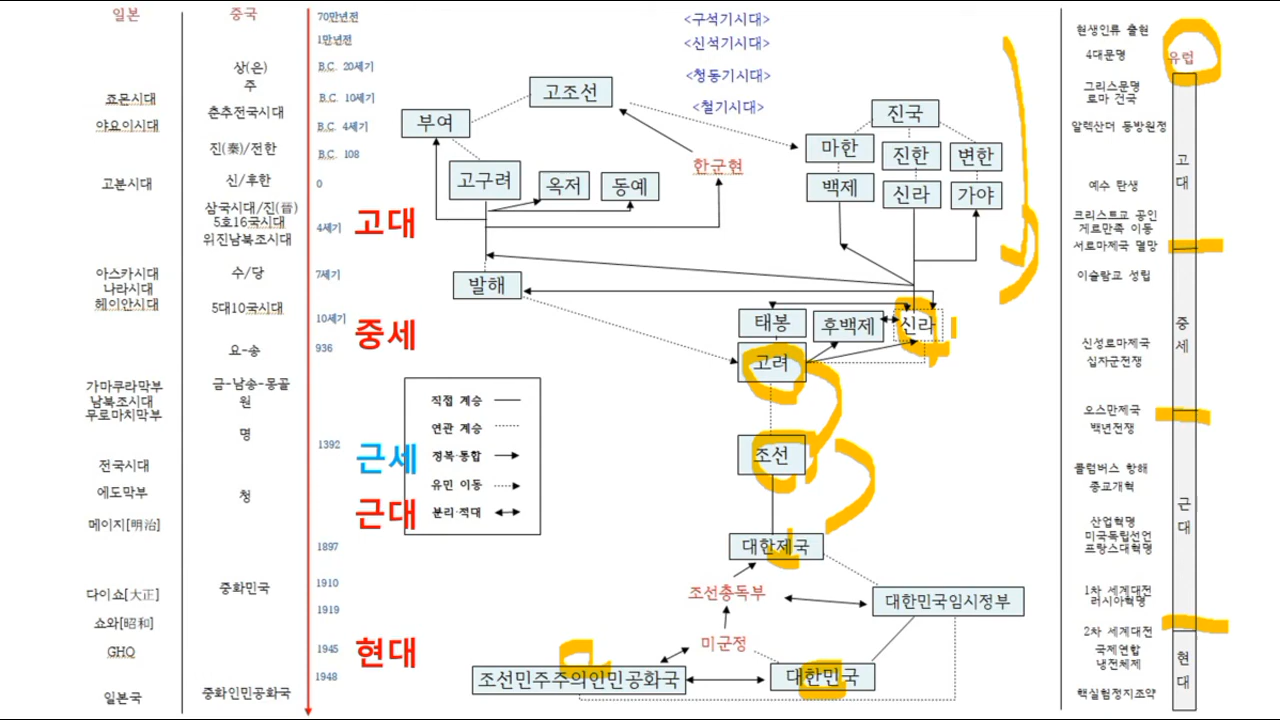 일본
중국
70만년전
1만년전
B.C. 20세기
B.C. 10세기
B.C. 4세기
B.C. 108
0
4세기
7세기
10세기
936
1392
1897
1910
1919
1945
1948
죠몬시대
야요이시대
고분시대
아스카시대
나라시대
헤이안시대
가마쿠라막부
남북조시대
무로마치막부
전국시대
에도막부
메이지[明治]
다이쇼[大正]
쇼와[昭和]
GHQ
일본국
상(은)
주
춘추전국시대
진(秦)/전한
신/후한
삼국시대/진(晉)
5호16국시대
위진남북조시대
수/당
5대10국시대
요-송
금-남송-몽골
원
명
청
중화민국
중화인민공화국
고대
중세
근세
근대
현대
<구석기시대>
<신석기시대>
<청동기시대>
<철기시대>
고조선
부여
진국
마한
진한
변한
한군현
고구려
옥저
동예
백제
신라
가야
발해
태봉
후백제
신라
고려
직접 계승
연관 계승
정복·통합
유민 이동
분리·적대
조선
대한제국
조선총독부
대한민국임시정부
미군정
조선민주주의인민공화국
대한민국
현생인류 출현
4대문명
그리스문명
로마 건국
알렉산더 동방원정
예수 탄생
크리스트교 공인
게르만족 이동
서로마제국 멸망
이슬람교 성립
신성로마제국
십자군전쟁
오스만제국
백년전쟁
콜럼버스 항해
종교개혁
산업혁명
미국독립선언
프랑스대혁명
1차 세계대전
러시아혁명
2차 세계대전
국제연합
냉전체제
핵실험정지조약
유럽
고대
중세
근대
현대